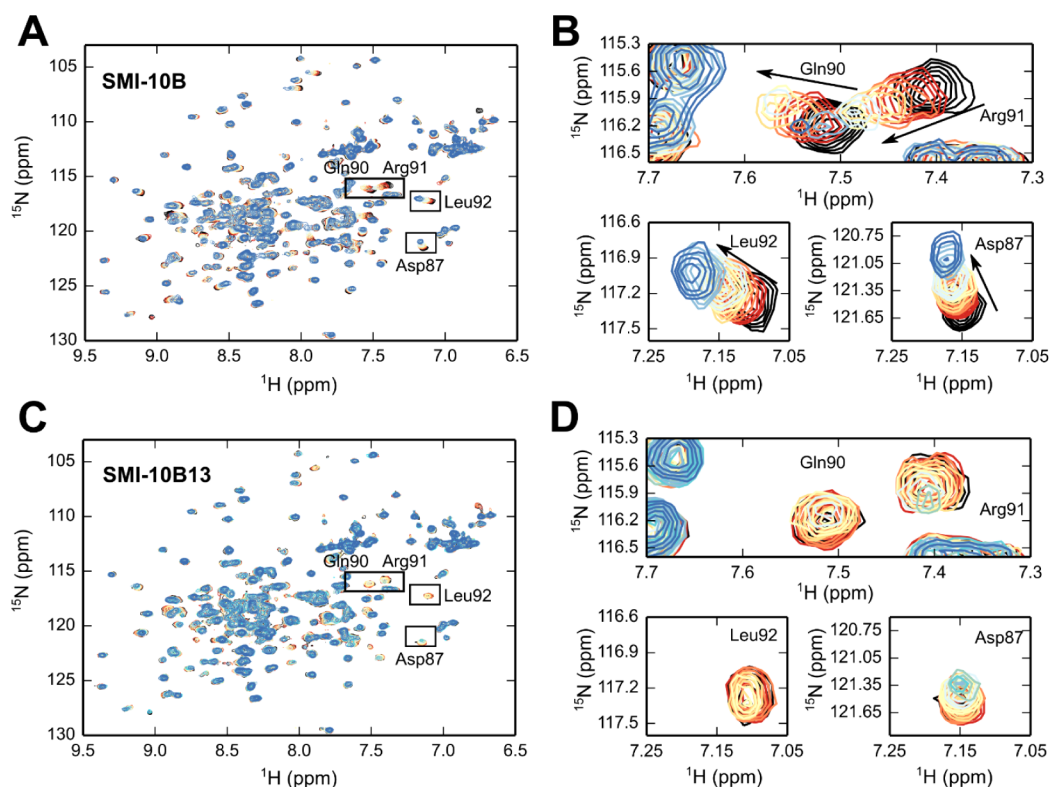 A
SMI-10B
105
110
115
120
125
130
¹⁵N (ppm)
Gln90 Arg91
Leu92
Asp87
9.5 9.0 8.5 8.0 7.5 7.0 6.5
¹H (ppm)
B
115.3
115.6
115.9
116.2
116.5
¹⁵N (ppm)
Gln90
Arg91
7.7 7.6 7.5 7.4 7.3
¹H (ppm)
116.6
116.9
117.2
117.5
¹⁵N (ppm)
Leu92
7.25 7.15 7.05
¹H (ppm)
120.75
121.05
121.35
121.65
¹⁵N (ppm)
Asp87
7.25 7.15 7.05
¹H (ppm)
C
SMI-10B13
105
110
115
120
125
130
¹⁵N (ppm)
Gln90 Arg91
Leu92
Asp87
9.5 9.0 8.5 8.0 7.5 7.0 6.5
¹H (ppm)
D
115.3
115.6
115.9
116.2
116.5
¹⁵N (ppm)
Gln90
Arg91
7.7 7.6 7.5 7.4 7.3
¹H (ppm)
116.6
116.9
117.2
117.5
¹⁵N (ppm)
Leu92
7.25 7.15 7.05
¹H (ppm)
120.75
121.05
121.35
121.65
¹⁵N (ppm)
Asp87
7.25 7.15 7.05
¹H (ppm)